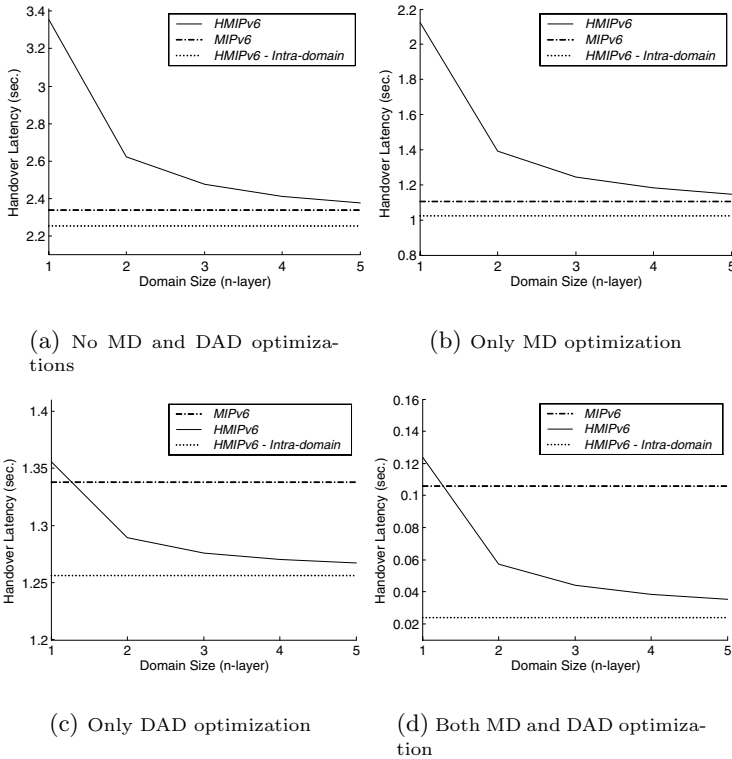 3.4
3.2
3
2.8
2.6
2.4
2.2
Handover Latency (sec.)
HMIPv6
MIPv6
HMIPv6 - Intra-domain
1 2 3 4 5
Domain Size (n-layer)
(a) No MD and DAD optimiza-
tions
2.2
2
1.8
1.6
1.4
1.2
1
0.8
Handover Latency (sec.)
HMIPv6
MIPv6
HMIPv6 - Intra-domain
1 2 3 4 5
Domain Size (n-layer)
(b) Only MD optimization
1.4
1.35
1.3
1.25
1.2
Handover Latency (sec.)
MIPv6
HMIPv6
HMIPv6 - Intra-domain
1 2 3 4 5
Domain Size (n-layer)
(c) Only DAD optimization
0.16
0.14
0.12
0.1
0.08
0.06
0.04
0.02
Handover Latency (sec.)
MIPv6
HMIPv6
HMIPv6 - Intra-domain
1 2 3 4 5
Domain Size (n-layer)
(d) Both MD and DAD optimiza-
tion